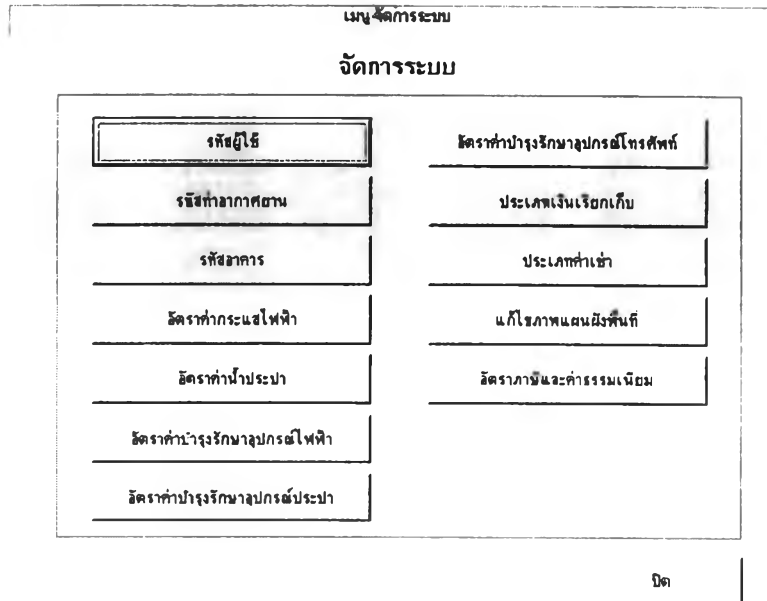 เมนูจัดการระบบ
จัดการระบบ
รหัสผู้ใช้
รหัสท่าอากาศยาน
รหัสอาคาร
อัตราค่ากระแสไฟฟ้า
อัตราค่าน้ำประปา
อัตราค่าบำรุงรักษาอุปกรณ์ไฟฟ้า
อัตราค่าบำรุงรักษาอุปกรณ์ประปา
อัตราค่าบำรุงรักษาอุปกรณ์โทรศัพท์
ประเภทเงินเรียกเก็บ
ประเภทค่าเช่า
แก้ไขภาพแผนผังพื้นที่
อัตราภาษีและค่าธรรมเนียม
ปิด